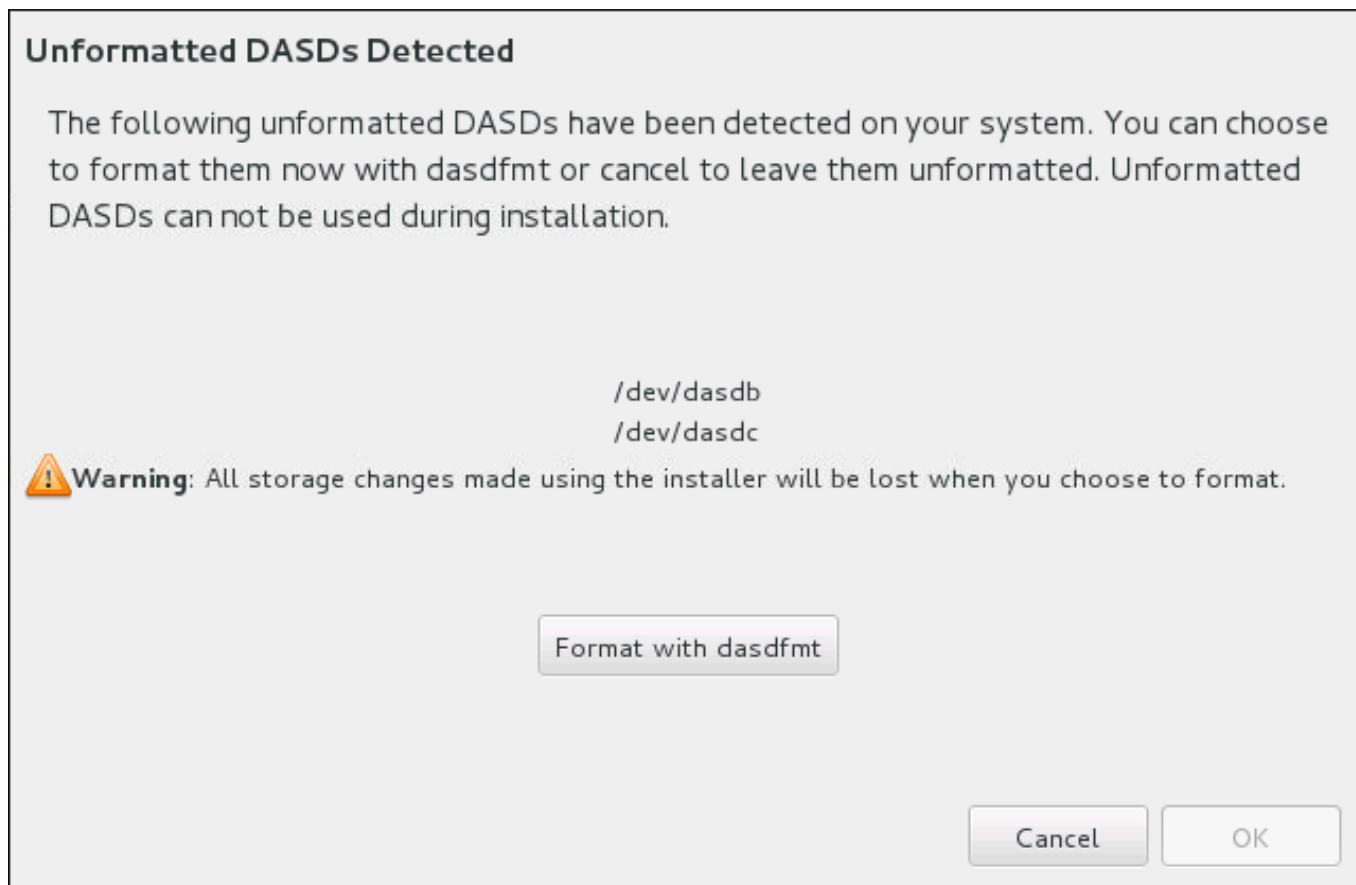 Unformatted DASDs Detected
The following unformatted DASDs have been detected on your system. You can choose
to format them now with dasdfmt or cancel to leave them unformatted. Unformatted
DASDs can not be used during installation.
/dev/dasdb
/dev/dasdc
Warning: All storage changes made using the installer will be lost when you choose to format.
Format with dasdfmt
Cancel OK